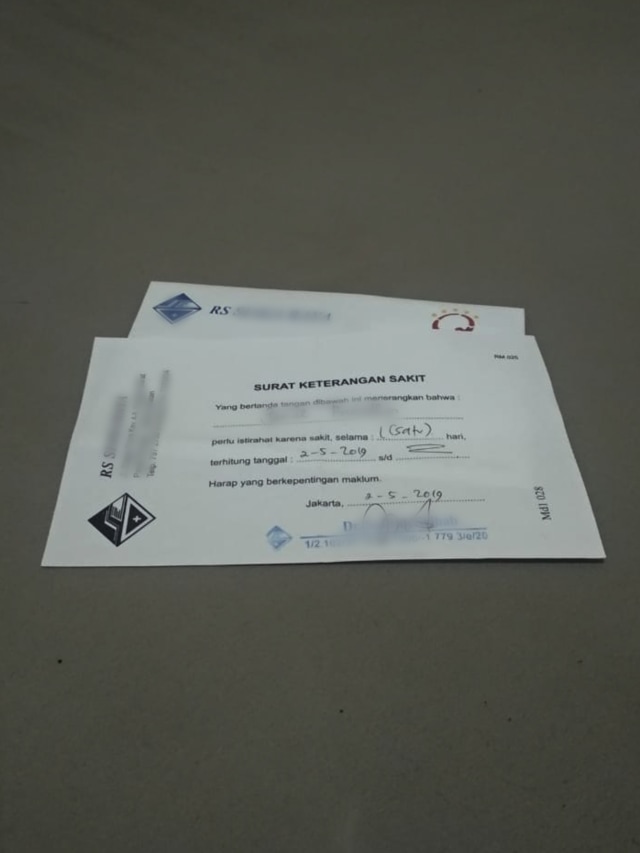 RS
RM 025
SURAT KETERANGAN SAKIT
Yang bertanda tangan dibawah ini menerangkan bahwa :
perlu istirahat karena sakit, selama : 1 (satu) hari,
terhitung tanggal : 2-5-2019 s/d
Harap yang berkepentingan maklum.
Jakarta, 2-5-2019
RS
Md1 028